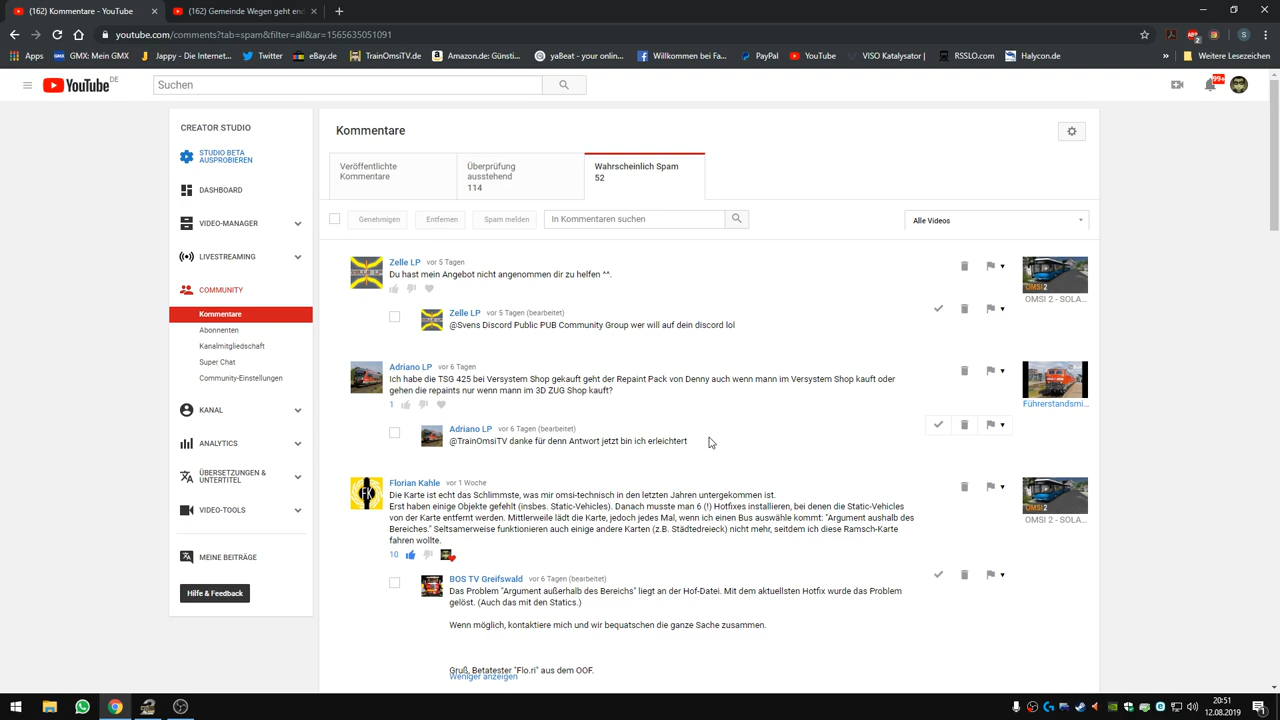 (162) Kommentare - YouTube
(162) Gemein? Wegen geht en
youtube.com/comments?tab=spam&filter=all&ar=1565635051091
Apps
GMX: Mein GMX
Jappy - Die Internet-
Twitter
eBay.de
TrainOmsiTV.de
Amazon.de: Günsti...
yaBeat - your onlin...
Willkommen bei Fa...
PayPal
YouTube
VISO Katalysator |
RSSLO.com
Halycon.de
»
Weitere Lesezeichen
YouTube DE
Suchen
99+
CREATOR STUDIO
STUDIO BETA
AUSPROBIEREN
DASHBOARD
VIDEO-MANAGER
LIVESTREAMING
COMMUNITY
Kommentare
Abonnenten
Kanalmitgliedschaft
Super Chat
Community-Einstellungen
KANAL
ANALYTICS
ÜBERSETZUNGEN &
UNTERTITEL
VIDEO-TOOLS
MEINE BEITRÄGE
Hilfe & Feedback
Kommentare
Veröffentlichte
Kommentare
Überprüfung
ausstehend
114
Wahrscheinlich Spam
52
Genehmigen
Entfernen
Spam melden
In Kommentaren suchen
Alle Videos
Zelle LP vor 5 Tagen
Du hast mein Angebot nicht angenommen dir zu helfen ^^.
OMSI 2
OMSI 2 - SOLA...
Zelle LP vor 5 Tagen (bearbeitet)
@Svens Discord Public PUB Community Group wer will auf dein discord lol
Adriano LP vor 6 Tagen
Ich habe die TSG 425 bei Versystem Shop gekauft geht der Repaint Pack von Denny auch wenn man im Versystem Shop kauft oder
gehen die repaints nur wenn man im 3D ZUG Shop kauft?
1
Führerstandsmi...
Adriano LP vor 6 Tagen (bearbeitet)
@TrainOmsiTV danke für denn Antwort jetzt bin ich erleichtert
Florian Kahle vor 1 Woche
Die Karte ist echt das Schlimmste, was mir omsi-technisch in den letzten Jahren untergekommen ist.
Erst haben einige Objekte gefehlt (insbes. Static-Vehicles). Danach musste man 6 (!) Hotfixes installieren, bei denen die Static-Vehicles
von der Karte entfernt werden. Mittlerweile lädt die Karte, jedoch jedes Mal, wenn ich einen Bus auswähle kommt: "Argument aushalb des
Bereiches." Seltsamerweise funktionieren auch einige andere Karten (z.B. Städtedreieck) nicht mehr, seitdem ich diese Ramsch-Karte
fahren wollte.
10
OMSI 2
OMSI 2 - SOLA...
BOS TV Greifswald vor 6 Tagen (bearbeitet)
Das Problem "Argument außerhalb des Bereichs" liegt an der Hof-Datei. Mit dem aktuellsten Hotfix wurde das Problem
gelöst. (Auch das mit den Statics.)
Wenn möglich, kontaktiere mich und wir bequatschen die ganze Sache zusammen.
Gruß, Betatester "Flo.ri" aus dem OOF.
Weniger anzeigen
20:51
12.08.2019